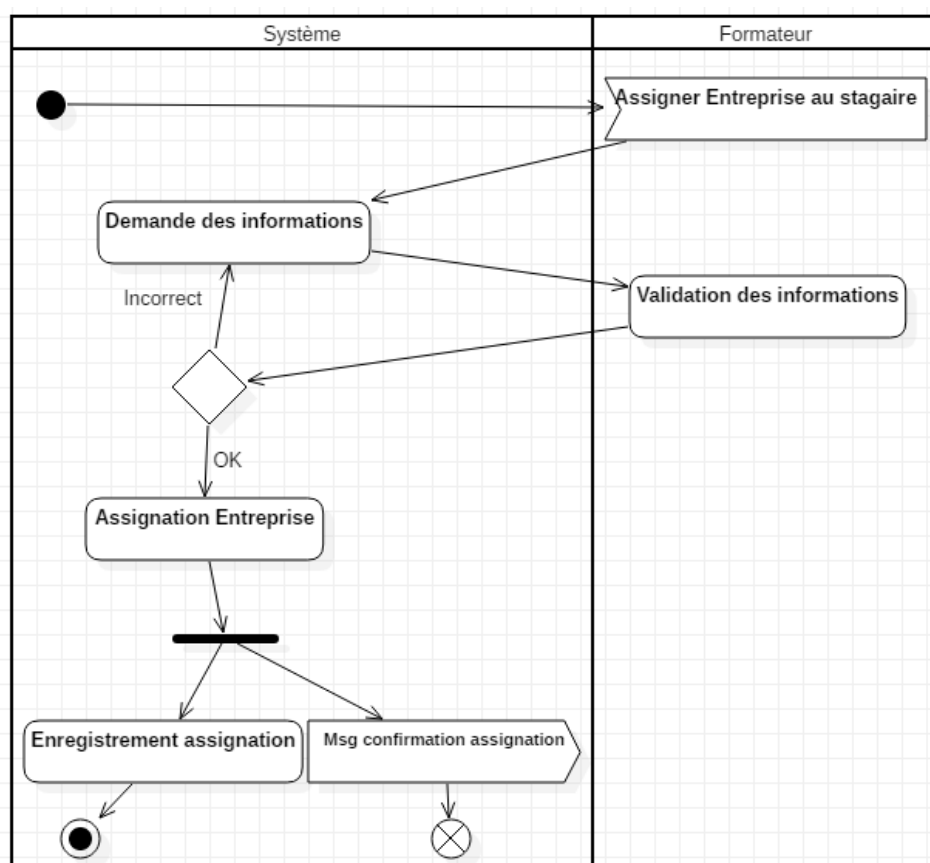 Système
Formateur
Assigner Entreprise au stagaire
Demande des informations
Validation des informations
Incorrect
OK
Assignation Entreprise
Enregistrement assignation
Msg confirmation assignation